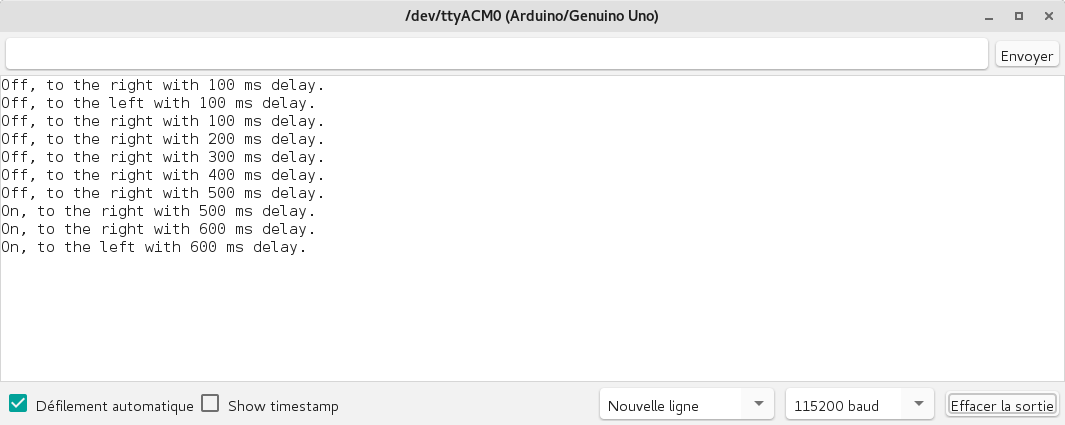 /dev/ttyACM0 (Arduino/Genuino Uno)
Envoyer
Off, to the right with 100 ms delay.
Off, to the left with 100 ms delay.
Off, to the right with 100 ms delay.
Off, to the right with 200 ms delay.
Off, to the right with 300 ms delay.
Off, to the right with 400 ms delay.
Off, to the right with 500 ms delay.
On, to the right with 500 ms delay.
On, to the right with 600 ms delay.
On, to the left with 600 ms delay.
Défilement automatique Show timestamp Nouvelle ligne 115200 baud Effacer la sortie